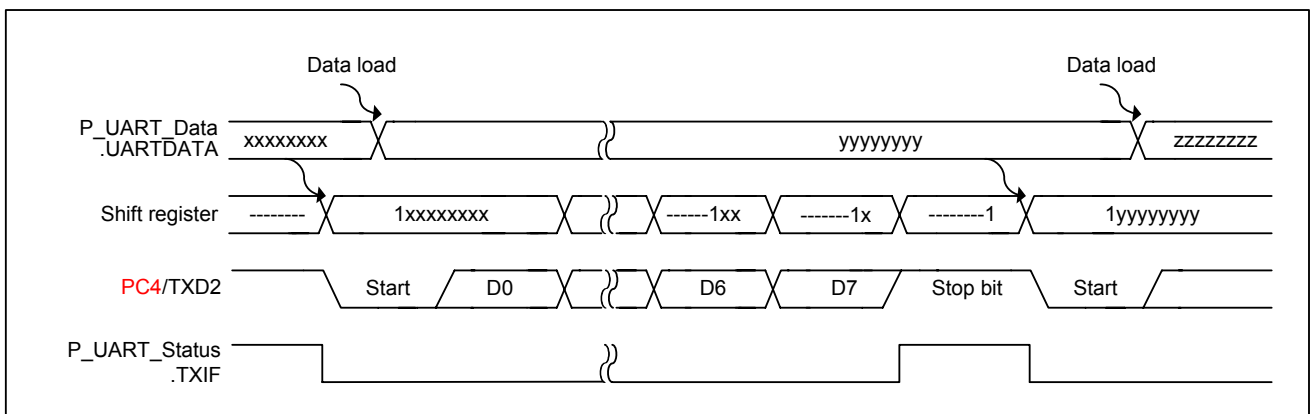 Data load
Data load
P_UART_Data
.UARTDATA
xxxxxxxx
yyyyyyyy
zzzzzzzz
Shift register
--------
1xxxxxxxx
------1xx
-------1x
--------1
1yyyyyyyy
PC4/TXD2
Start
D0
D6
D7
Stop bit
Start
P_UART_Status
.TXIF